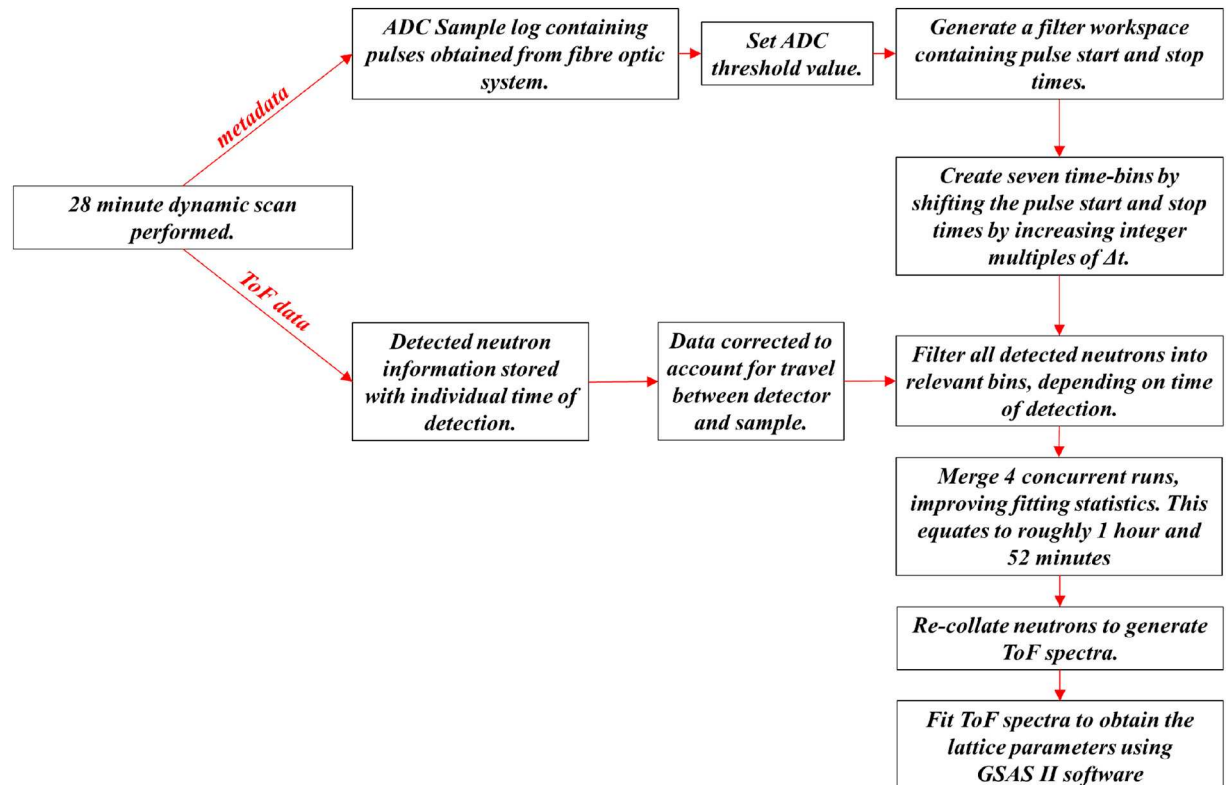 ADC Sample log containing
pulses obtained from fibre optic
system.
Set ADC
threshold value.
Generate a filter workspace
containing pulse start and stop
times.
metadata
28 minute dynamic scan
performed.
Create seven time-bins by
shifting the pulse start and stop
times by increasing integer
multiples of Δt.
ToF data
Detected neutron
information stored
with individual time of
detection.
Data corrected to
account for travel
between detector
and sample.
Filter all detected neutrons into
relevant bins, depending on time
of detection.
Merge 4 concurrent runs,
improving fitting statistics. This
equates to roughly 1 hour and
52 minutes
Re-collate neutrons to generate
ToF spectra.
Fit ToF spectra to obtain the
lattice parameters using
GSAS II software